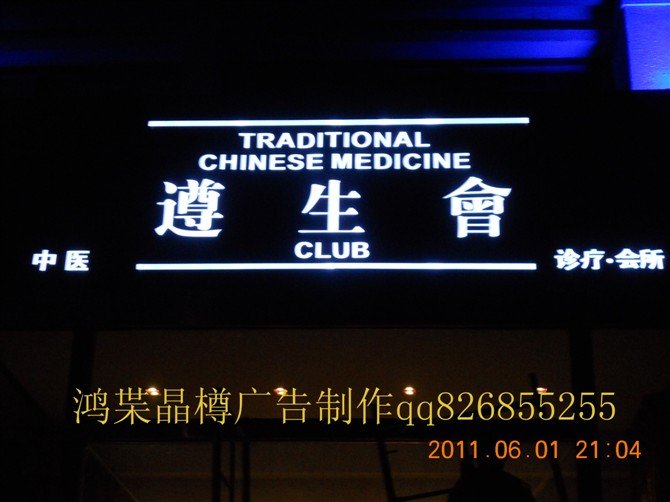 TRADITIONAL
CHINESE MEDICINE
遵生會
CLUB
中医
诊疗·会所
鸿荣晶樽广告制作qq826855255
2011.06.01 21:04